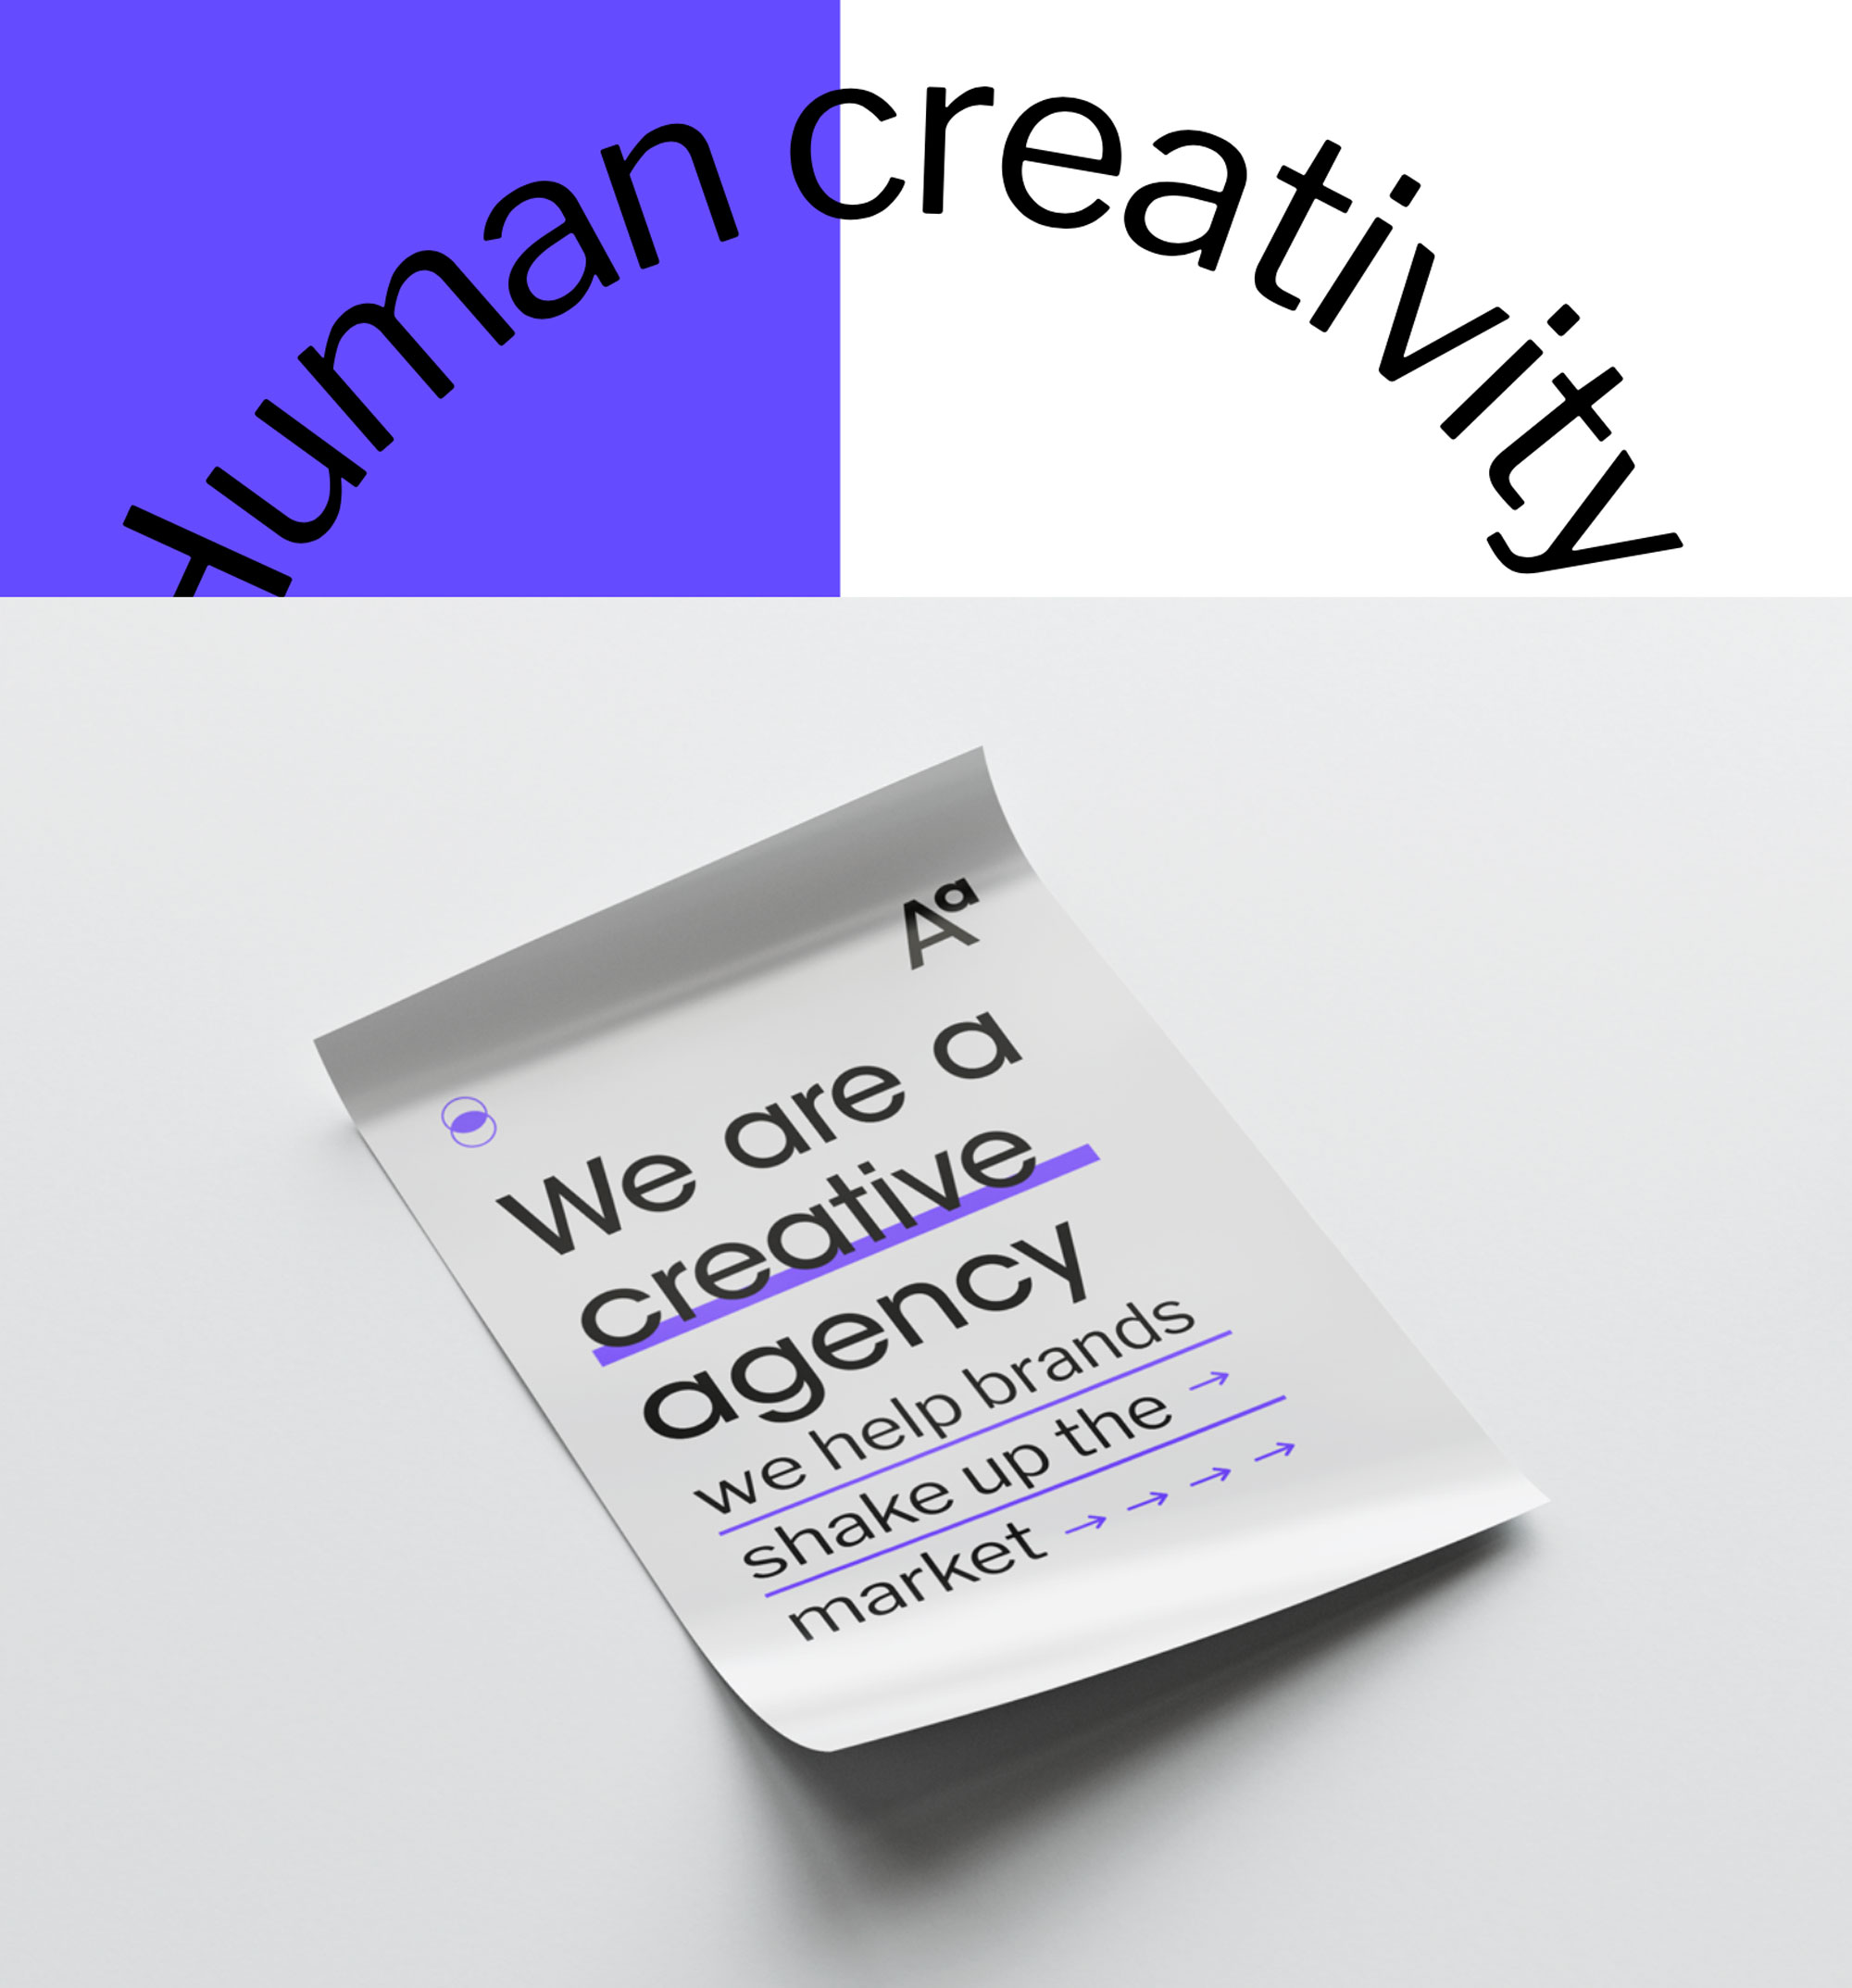 Human creativity
Aa
We are a
creative
agency
we help brands
shake up the →
market → → → →